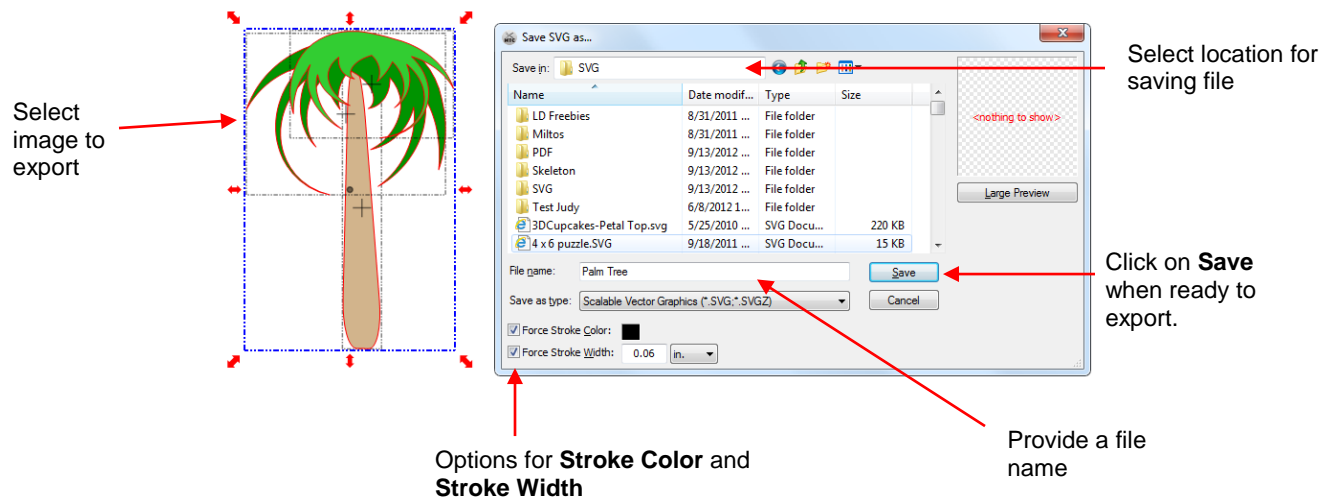 Select
image to
export
Save SVG as...
Save in: SVG
Name Date modif... Type Size
LD Freebies 8/31/2011 ... File folder
Miltos 8/31/2011 ... File folder
PDF 9/13/2012 ... File folder
Skeleton 9/13/2012 ... File folder
SVG 9/13/2012 ... File folder
Test Judy 6/8/2012 1... File folder
3DCupcakes-Petal Top.svg 5/25/2010 ... SVG Docu... 220 KB
4 x 6 puzzle.SVG 9/18/2011 ... SVG Docu... 15 KB
<nothing to show>
Large Preview
File name: Palm Tree Save
Save as type: Scalable Vector Graphics (*.SVG;*.SVGZ) Cancel
Force Stroke Color:
Force Stroke Width: 0.06 in.
Select location for
saving file
Click on Save
when ready to
export.
Provide a file
name
Options for Stroke Color and
Stroke Width